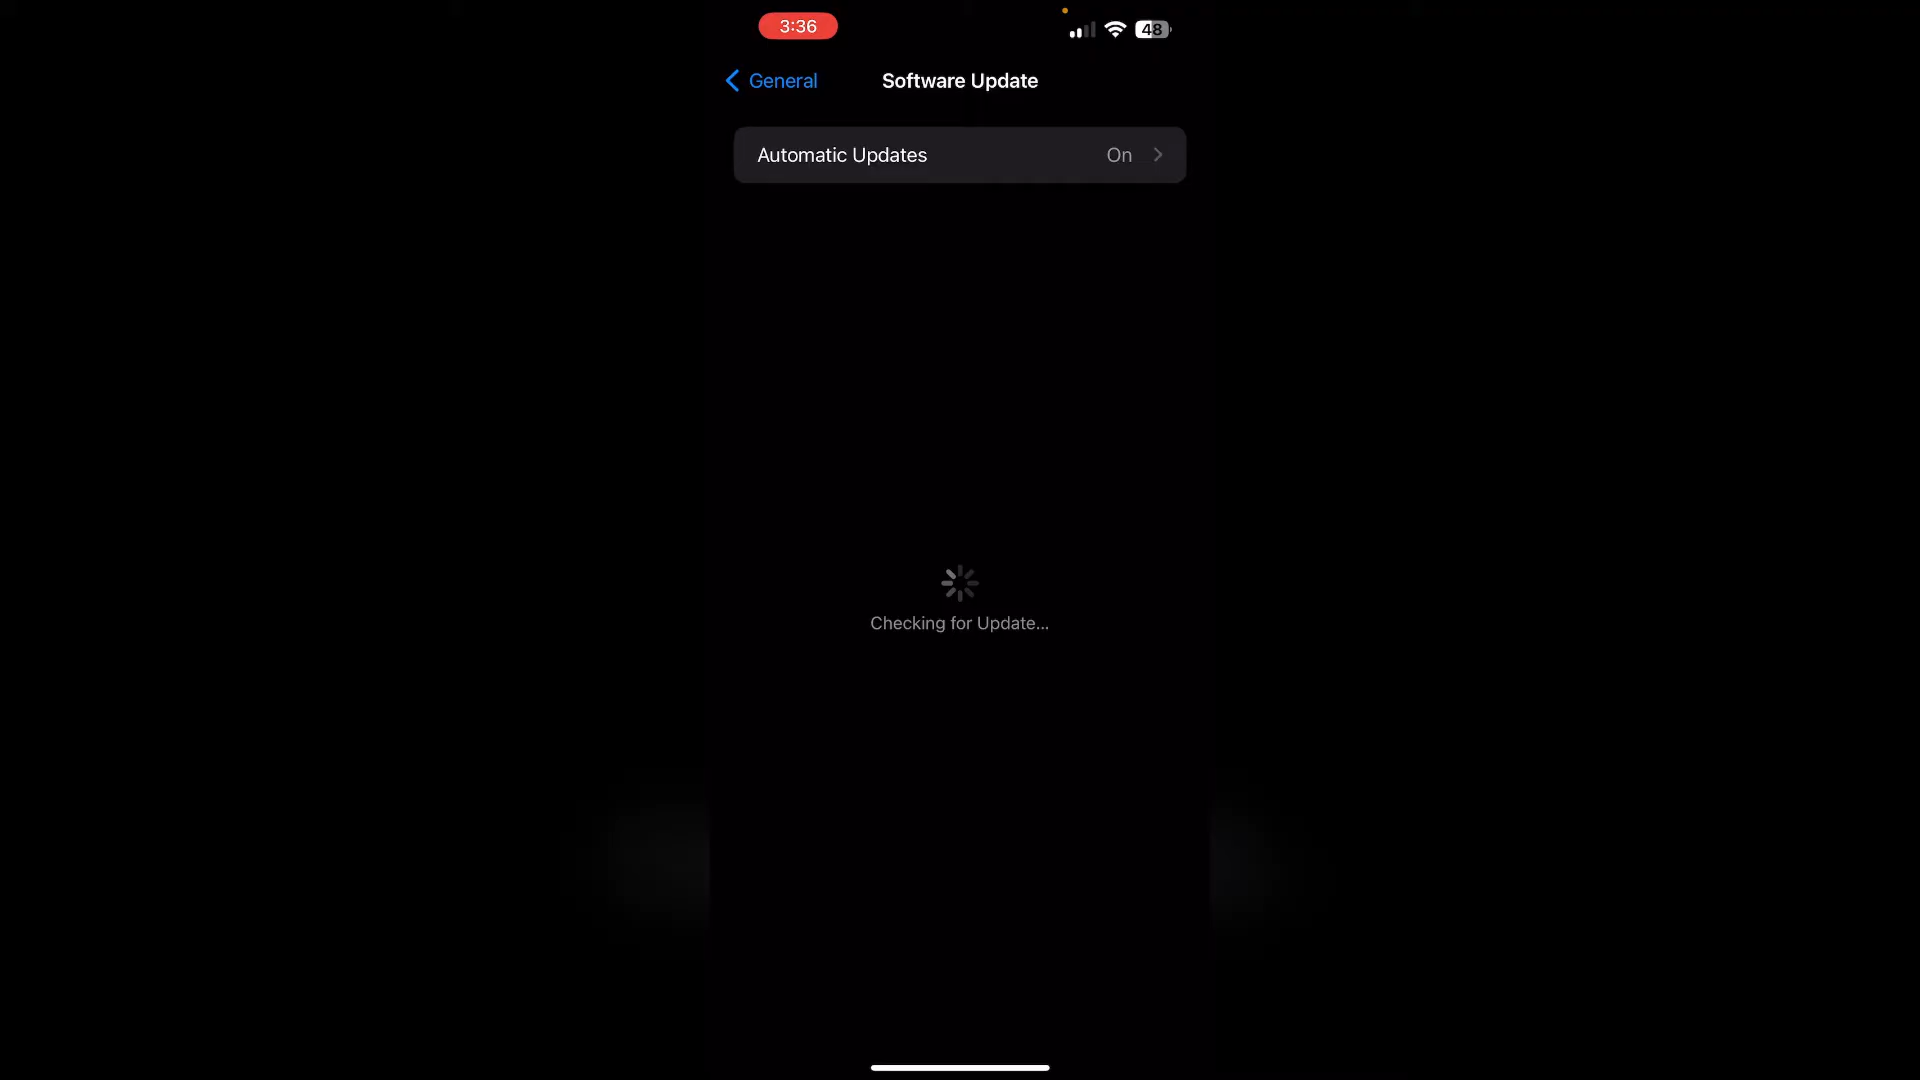 3:36
48
General
Software Update
Automatic Updates
On
Checking for Update...